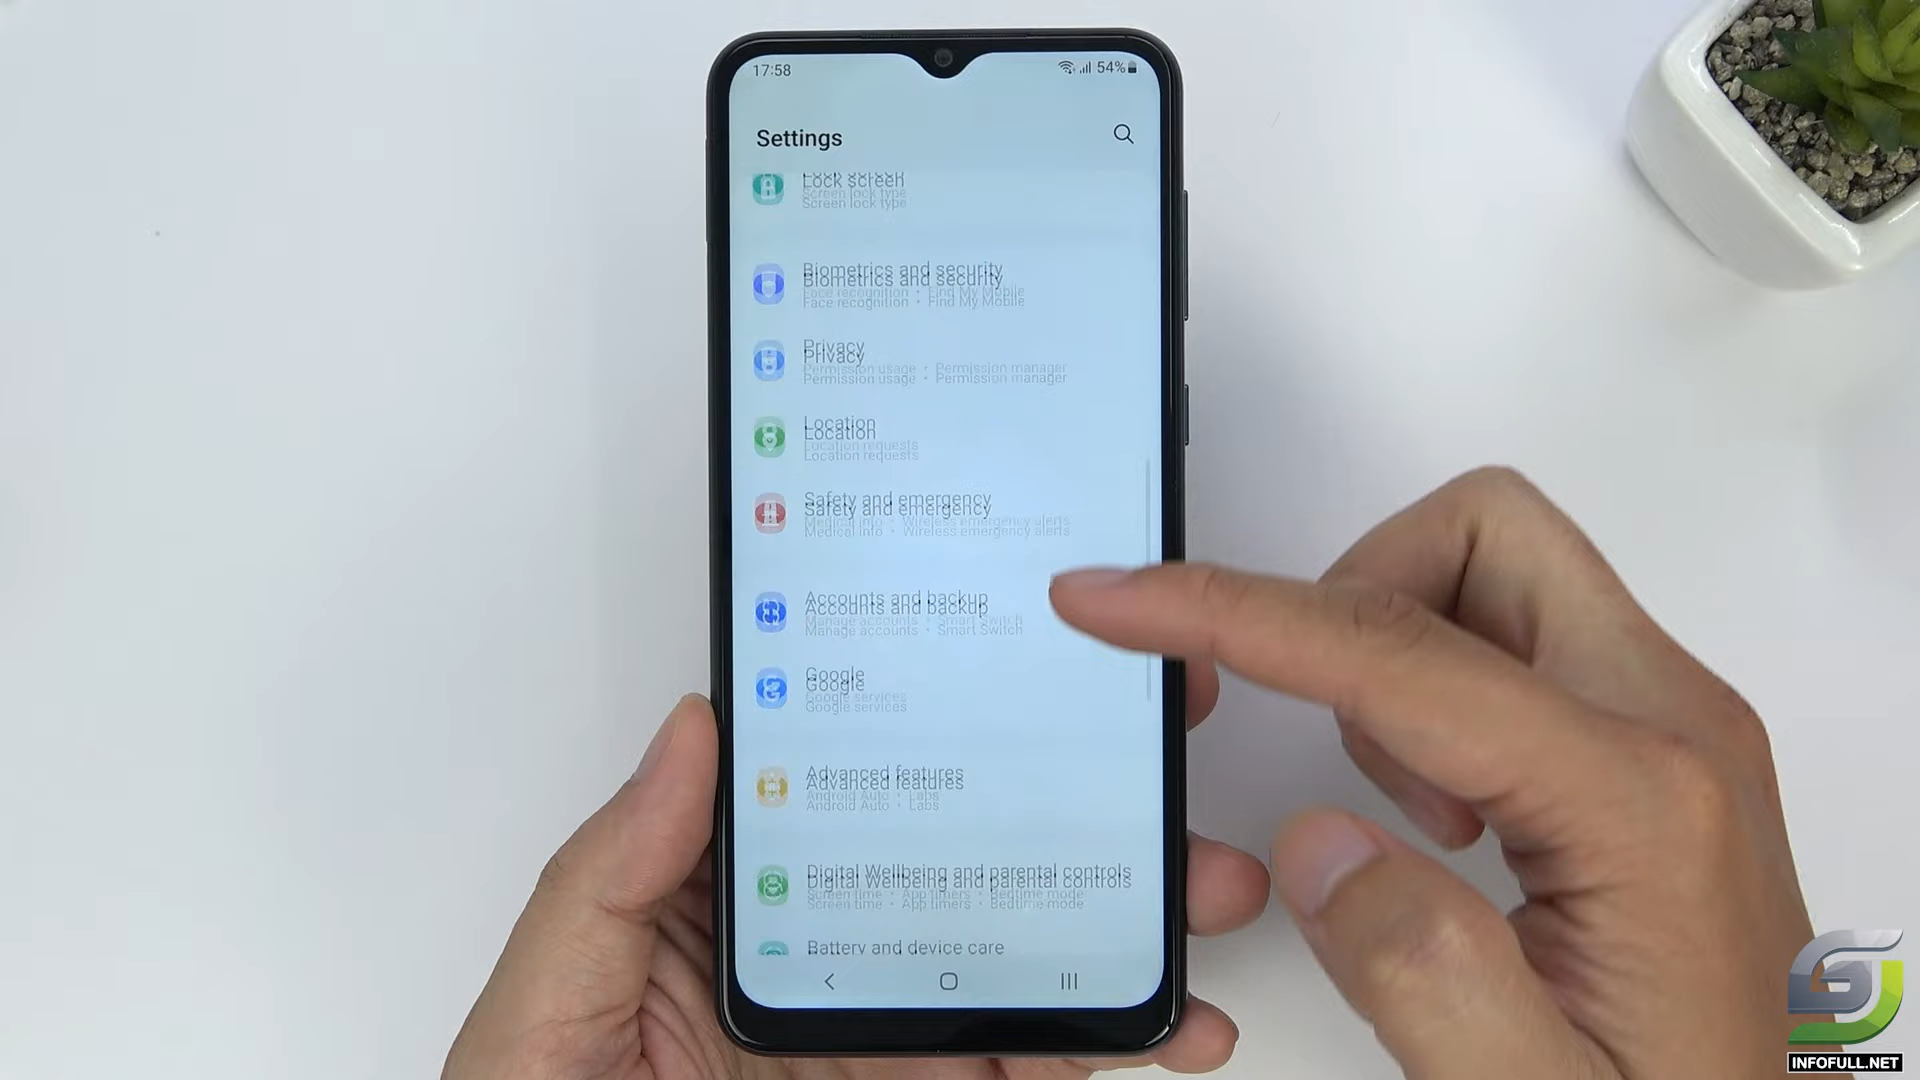 17:58
54%
Settings
Lock screen
Screen lock type
Biometrics and security
Face recognition • Find My Mobile
Privacy
Permission usage • Permission manager
Location
Location requests
Safety and emergency
Medical info • Wireless emergency alerts
Accounts and backup
Manage accounts • Smart Switch
Google
Google services
Advanced features
Android Auto • Labs
Digital Wellbeing and parental controls
Screen time • App timers • Bedtime mode
Battery and device care
INFOFULL.NET